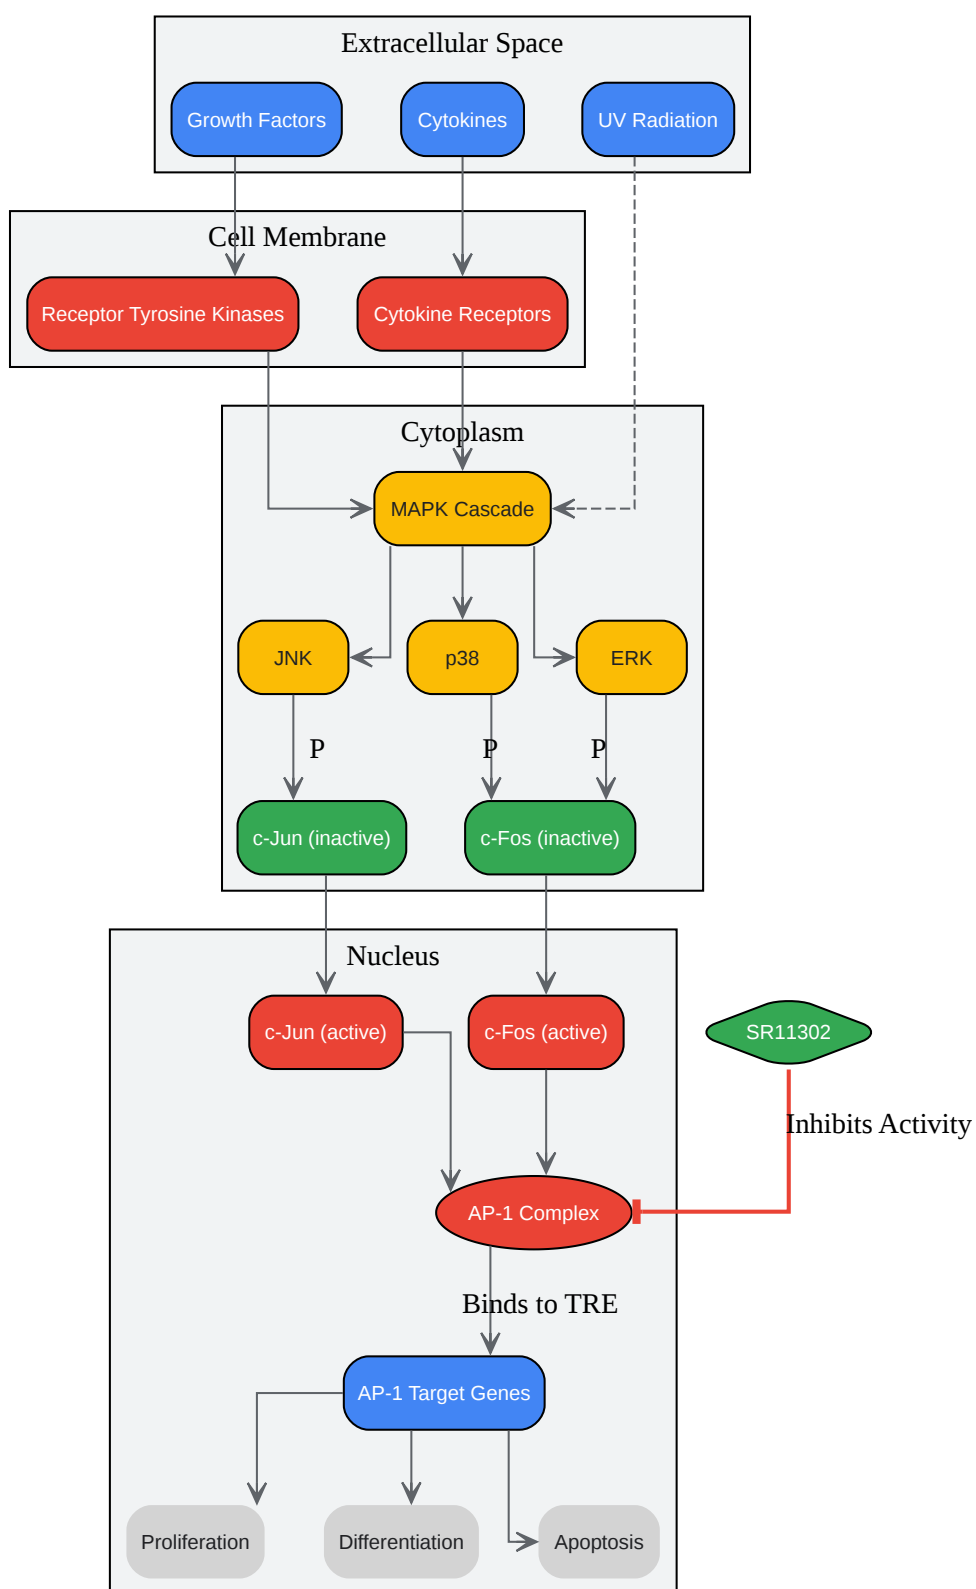 Extracellular Space
Growth Factors
Cytokines
UV Radiation
Cell Membrane
Receptor Tyrosine Kinases
Cytokine Receptors
Cytoplasm
MAPK Cascade
JNK
p38
ERK
P
P
P
c-Jun (inactive)
c-Fos (inactive)
Nucleus
c-Jun (active)
c-Fos (active)
SR11302
Inhibits Activity
AP-1 Complex
Binds to TRE
AP-1 Target Genes
Proliferation
Differentiation
Apoptosis